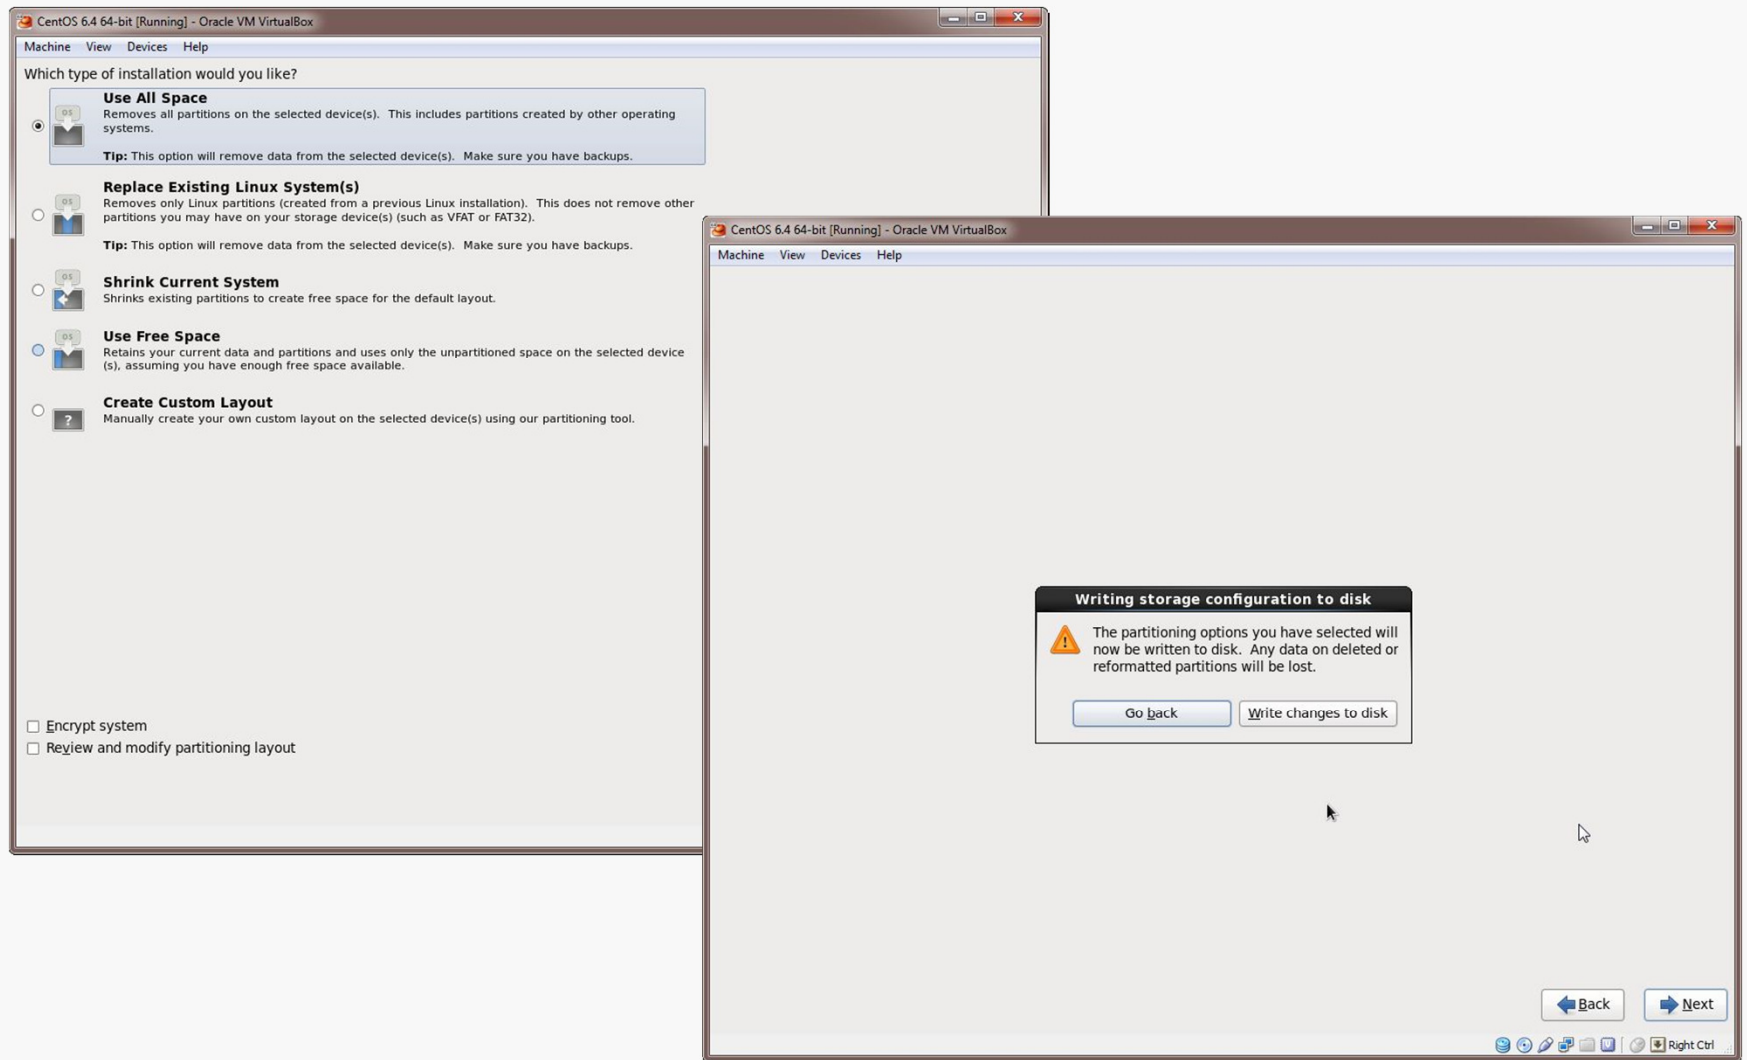 CentOS 6.4 64-bit [Running] - Oracle VM VirtualBox
Machine View Devices Help
Which type of installation would you like?
Use All Space
Removes all partitions on the selected device(s). This includes partitions created by other operating
systems.
Tip: This option will remove data from the selected device(s). Make sure you have backups.
Replace Existing Linux System(s)
Removes only Linux partitions (created from a previous Linux installation). This does not remove other
partitions you may have on your storage device(s) (such as VFAT or FAT32).
Tip: This option will remove data from the selected device(s). Make sure you have backups.
Shrink Current System
Shrinks existing partitions to create free space for the default layout.
Use Free Space
Retains your current data and partitions and uses only the unpartitioned space on the selected device
(s), assuming you have enough free space available.
Create Custom Layout
Manually create your own custom layout on the selected device(s) using our partitioning tool.
OS
OS
OS
OS
?
Encrypt system
Review and modify partitioning layout
CentOS 6.4 64-bit [Running] - Oracle VM VirtualBox
Machine View Devices Help
Writing storage configuration to disk
The partitioning options you have selected will
now be written to disk. Any data on deleted or
reformatted partitions will be lost.
Go back Write changes to disk
Back Next
Right Ctrl